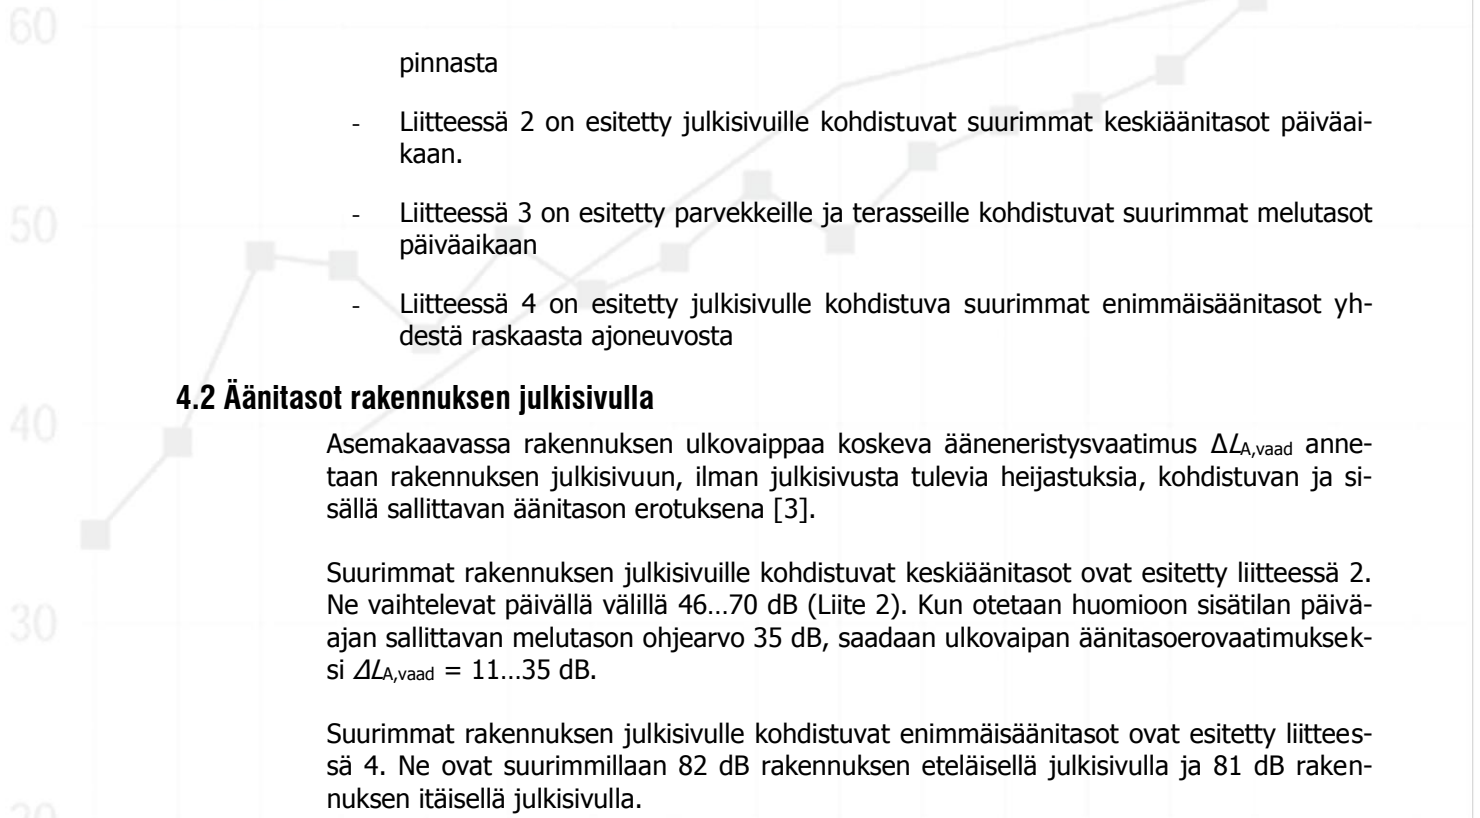 60
pinnasta
- Liitteessä 2 on esitetty julkisivuille kohdistuvat suurimmat keskiäänitasot päiväai-
kaan.
- Liitteessä 3 on esitetty parvekkeille ja terasseille kohdistuvat suurimmat melutasot
50
päiväaikaan
- Liitteessä 4 on esitetty julkisivulle kohdistuva suurimmat enimmäisäänitasot yh-
destä raskaasta ajoneuvosta
4.2 Äänitasot rakennuksen julkisivulla
40
Asemakaavassa rakennuksen ulkovaippaa koskeva ääneneristysvaatimus ΔLA,vaad anne-
taan rakennuksen julkisivuun, ilman julkisivusta tulevia heijastuksia, kohdistuvan ja si-
sällä sallittavan äänitason erotuksena [3].
Suurimmat rakennuksen julkisivuille kohdistuvat keskiäänitasot ovat esitetty liitteessä 2.
Ne vaihtelevat päivällä välillä 46…70 dB (Liite 2). Kun otetaan huomioon sisätilan päivä-
30
ajan sallittavan melutason ohjearvo 35 dB, saadaan ulkovaipan äänitasoerovaatimuksek-
si ΔLA,vaad = 11…35 dB.
Suurimmat rakennuksen julkisivulle kohdistuvat enimmäisäänitasot ovat esitetty liittees-
sä 4. Ne ovat suurimmillaan 82 dB rakennuksen eteläisellä julkisivulla ja 81 dB raken-
nuksen itäisellä julkisivulla.
20